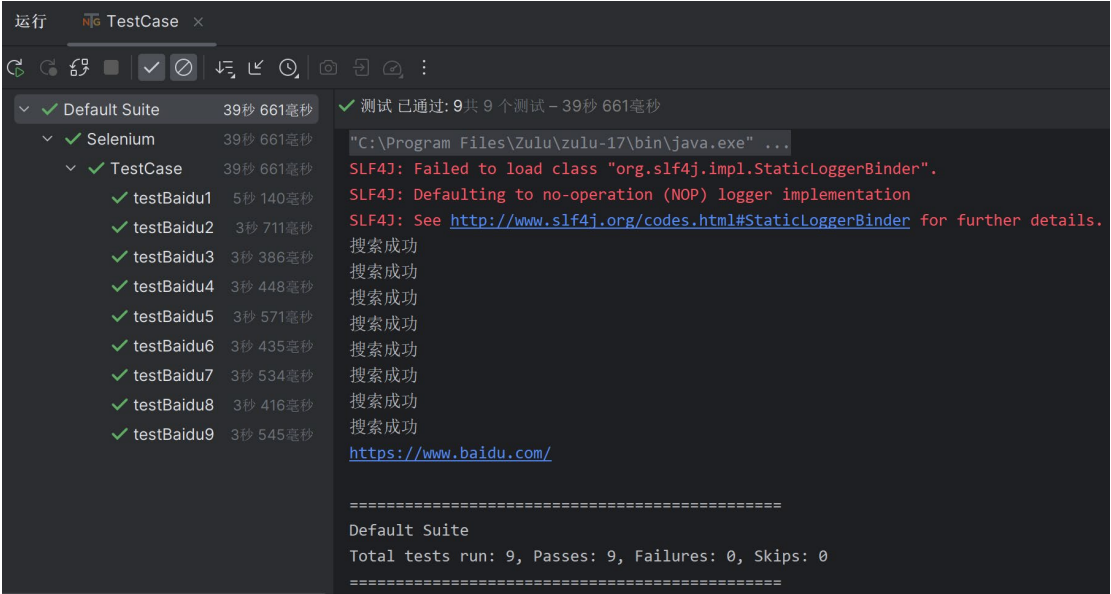 运行 TestCase ×
Default Suite 39秒 661毫秒
Selenium 39秒 661毫秒
TestCase 39秒 661毫秒
testBaidu1 5秒 140毫秒
testBaidu2 3秒 711毫秒
testBaidu3 3秒 386毫秒
testBaidu4 3秒 448毫秒
testBaidu5 3秒 571毫秒
testBaidu6 3秒 435毫秒
testBaidu7 3秒 534毫秒
testBaidu8 3秒 416毫秒
testBaidu9 3秒 545毫秒
测试 已通过: 9共 9 个测试 – 39秒 661毫秒
"C:\Program Files\Zulu\zulu-17\bin\java.exe" ...
SLF4J: Failed to load class "org.slf4j.impl.StaticLoggerBinder".
SLF4J: Defaulting to no-operation (NOP) logger implementation
SLF4J: See http://www.slf4j.org/codes.html#StaticLoggerBinder for further details.
搜索成功
搜索成功
搜索成功
搜索成功
搜索成功
搜索成功
搜索成功
搜索成功
https://www.baidu.com/
===============================================
Default Suite
Total tests run: 9, Passes: 9, Failures: 0, Skips: 0
===============================================